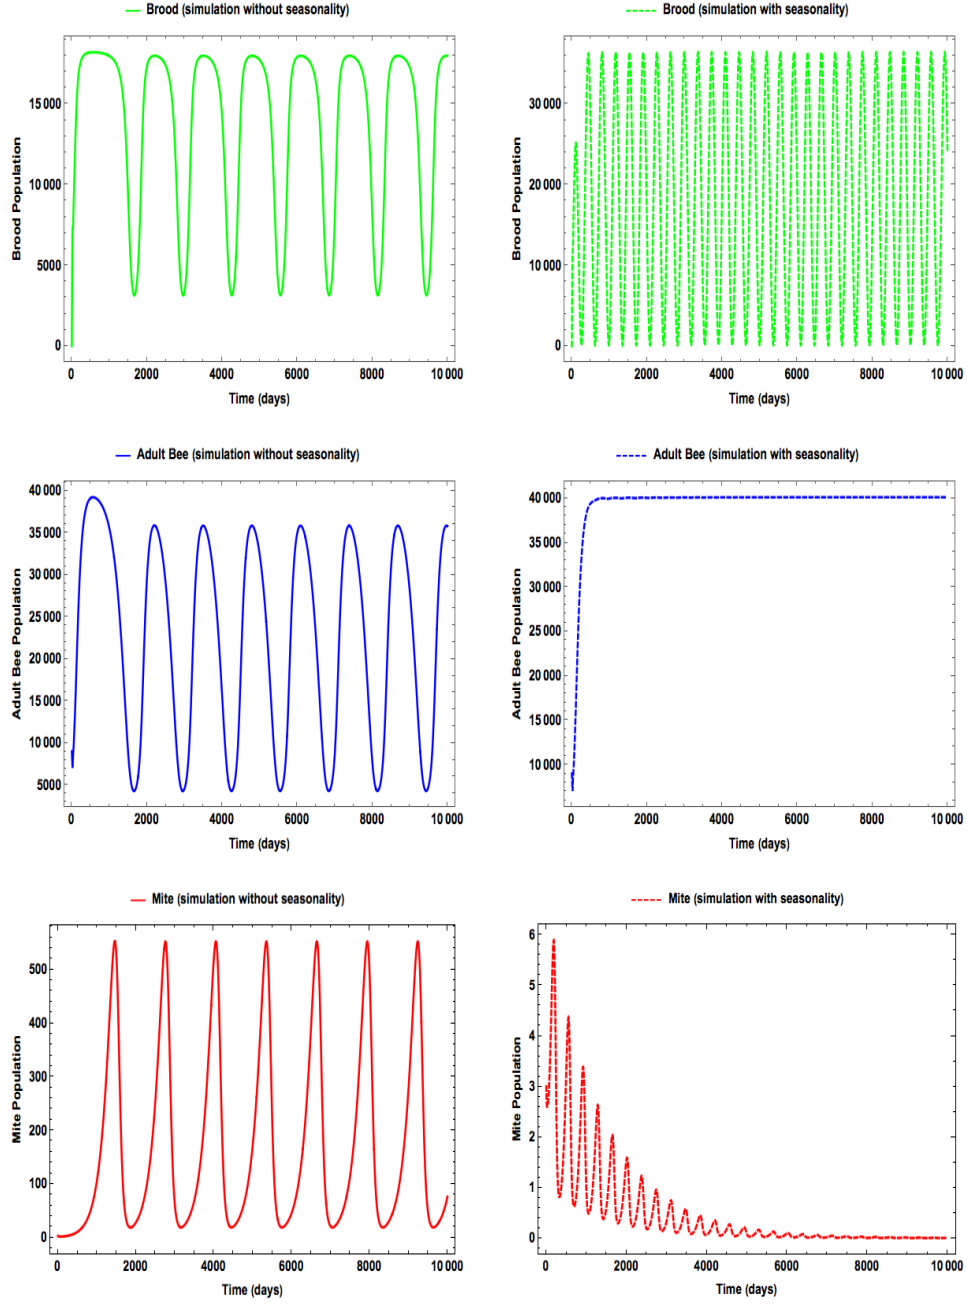 Brood (simulation without seasonality)
15 000
10 000
5000
0
Brood Population
0 2000 4000 6000 8000 10 000
Time (days)
Brood (simulation with seasonality)
30 000
20 000
10 000
0
Brood Population
0 2000 4000 6000 8000 10 000
Time (days)
Adult Bee (simulation without seasonality)
40 000
35 000
30 000
25 000
20 000
15 000
10 000
5000
Adult Bee Population
0 2000 4000 6000 8000 10 000
Time (days)
Adult Bee (simulation with seasonality)
40 000
35 000
30 000
25 000
20 000
15 000
10 000
Adult Bee Population
0 2000 4000 6000 8000 10 000
Time (days)
Mite (simulation without seasonality)
500
400
300
200
100
0
Mite Population
0 2000 4000 6000 8000 10 000
Time (days)
Mite (simulation with seasonality)
6
5
4
3
2
1
0
Mite Population
0 2000 4000 6000 8000 10 000
Time (days)